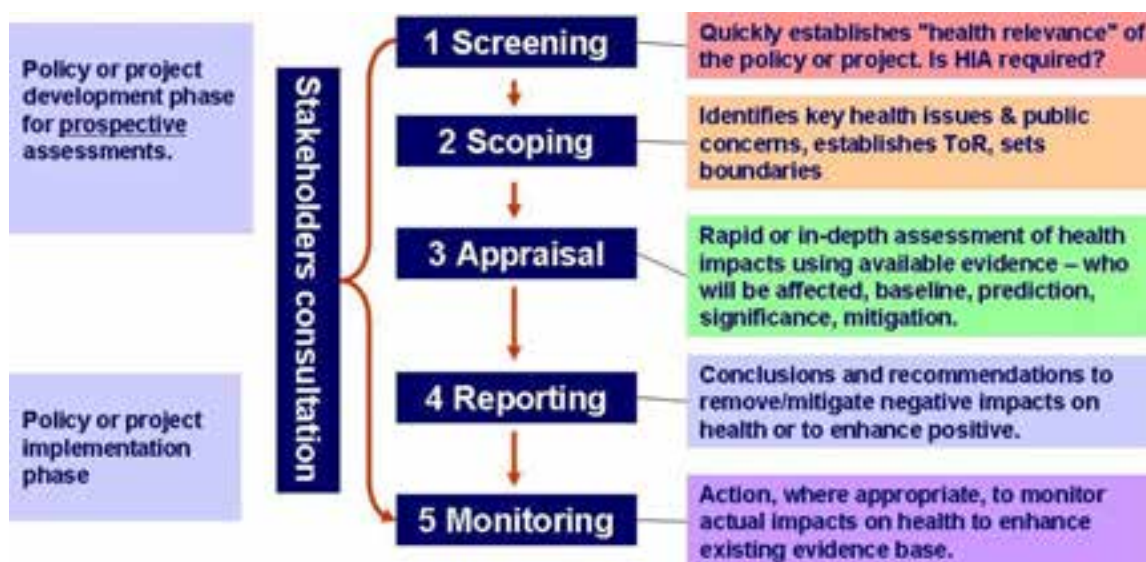 Policy or project
development phase
for prospective
assessments.
Policy or project
implementation
phase
Stakeholders consultation
1 Screening
Quickly establishes "health relevance" of
the policy or project. Is HIA required?
2 Scoping
Identifies key health issues & public
concerns, establishes ToR, sets
boundaries
3 Appraisal
Rapid or in-depth assessment of health
impacts using available evidence – who
will be affected, baseline, prediction,
significance, mitigation.
4 Reporting
Conclusions and recommendations to
remove/mitigate negative impacts on
health or to enhance positive.
5 Monitoring
Action, where appropriate, to monitor
actual impacts on health to enhance
existing evidence base.